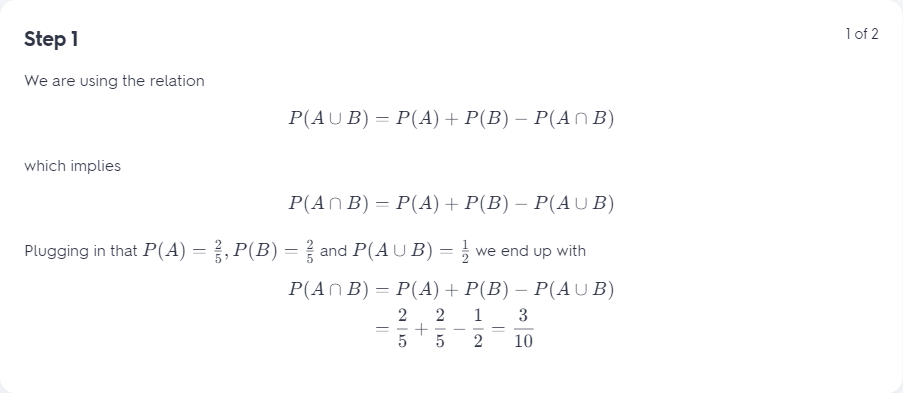 Step 1
1 of 2
We are using the relation
P(A ∪ B) = P(A) + P(B) − P(A ∩ B)
which implies
P(A ∩ B) = P(A) + P(B) − P(A ∪ B)
Plugging in that P(A) = 2/5, P(B) = 2/5 and P(A ∪ B) = 1/2 we end up with
P(A ∩ B) = P(A) + P(B) − P(A ∪ B)
= 2/5 + 2/5 − 1/2 = 3/10